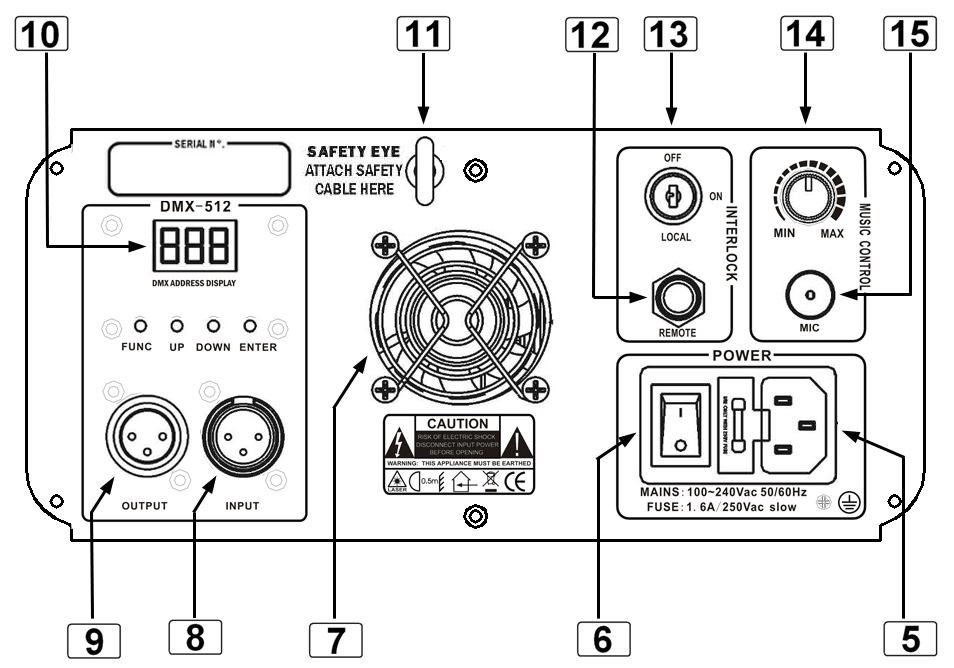 10
11
12
13
14
15
SERIAL N°.
SAFETY EYE
ATTACH SAFETY
CABLE HERE
DMX-512
888
DMX ADDRESS DISPLAY
FUNC UP DOWN ENTER
OUTPUT INPUT
OFF
ON
LOCAL
REMOTE
INTERLOCK
MIN MAX
MIC
MUSIC CONTROL
CAUTION
RISK OF ELECTRIC SHOCK
DISCONNECT INPUT POWER
BEFORE OPENING
WARNING: THIS APPLIANCE MUST BE EARTHED
LASER
0.5m
CE
POWER
MAINS: 100~240Vac 50/60Hz
FUSE: 1.6A/250Vac slow
9
8
7
6
5